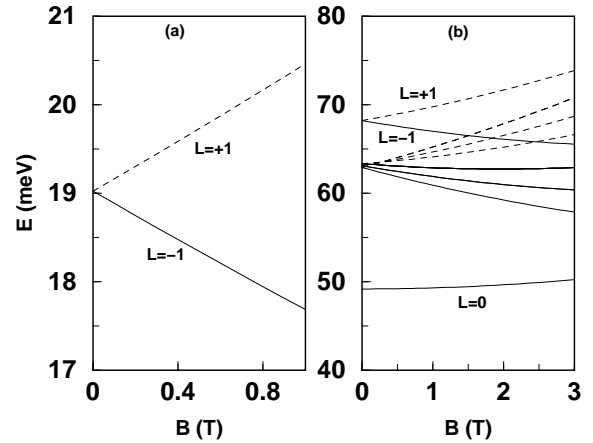 21
20
19
18
17
E (meV)
(a)
L=+1
L=−1
0
0.4
0.8
B (T)
80
70
60
50
40
(b)
L=+1
L=−1
L=0
0
1
2
3
B (T)